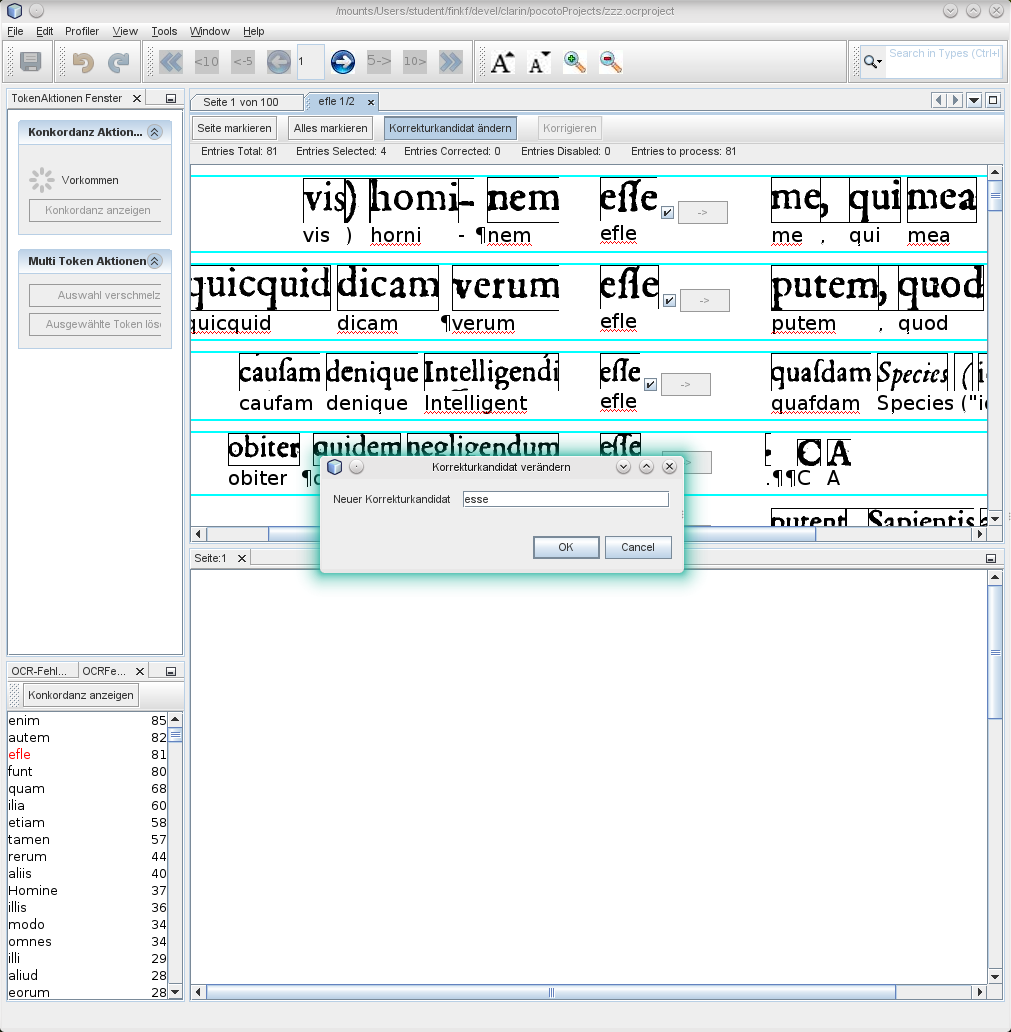 /mounts/Users/student/finkf/devel/clarin/pocotoProjects/zzz.ocrproject
File Edit Profiler View Tools Window Help
<10 <-5 1 5-> 10> A A Search in Types (Ctrl+I
TokenAktionen Fenster
Seite 1 von 100 efle 1/2
Konkordanz Aktion...
Vorkommen
Konkordanz anzeigen
Multi Token Aktionen
Auswahl verschmelz
Ausgewählte Token lös
Seite markieren Alles markieren Korrekturkandidat ändern Korrigieren
Entries Total: 81 Entries Selected: 4 Entries Corrected: 0 Entries Disabled: 0 Entries to process: 81
vis) homi- nem eſſe me, qui mea
vis ) horni - ¶nem efle -> me , qui mea
quicquid dicam verum eſſe putem, quod
quicquid dicam ¶verum efle -> putem , quod
cauſam denique Intelligendi eſſe quaſdam Species (i
caufam denique Intelligent efle -> quafdam Species ("i
obiter quidem negligendum eſſe . C A
obiter .¶¶C A
putent Sapientis
Korrekturkandidat verändern
Neuer Korrekturkandidat esse
OK Cancel
Seite:1
OCR-Fehl... OCRFe...
Konkordanz anzeigen
enim 85
autem 82
efle 81
funt 80
quam 68
ilia 60
etiam 58
tamen 57
rerum 44
aliis 40
Homine 37
illis 36
modo 34
omnes 34
illi 29
aliud 28
eorum 28